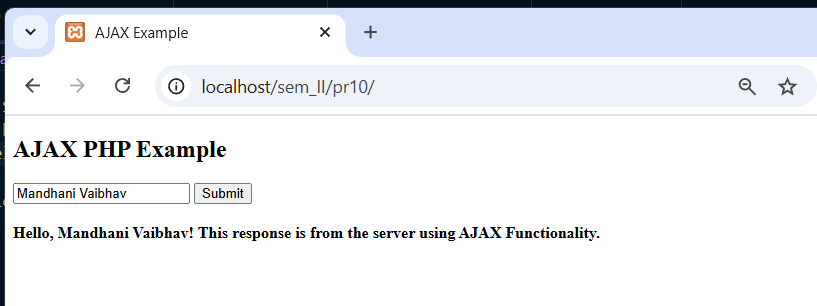 AJAX Example
localhost/sem_II/pr10/
AJAX PHP Example
Mandhani Vaibhav Submit
Hello, Mandhani Vaibhav! This response is from the server using AJAX Functionality.